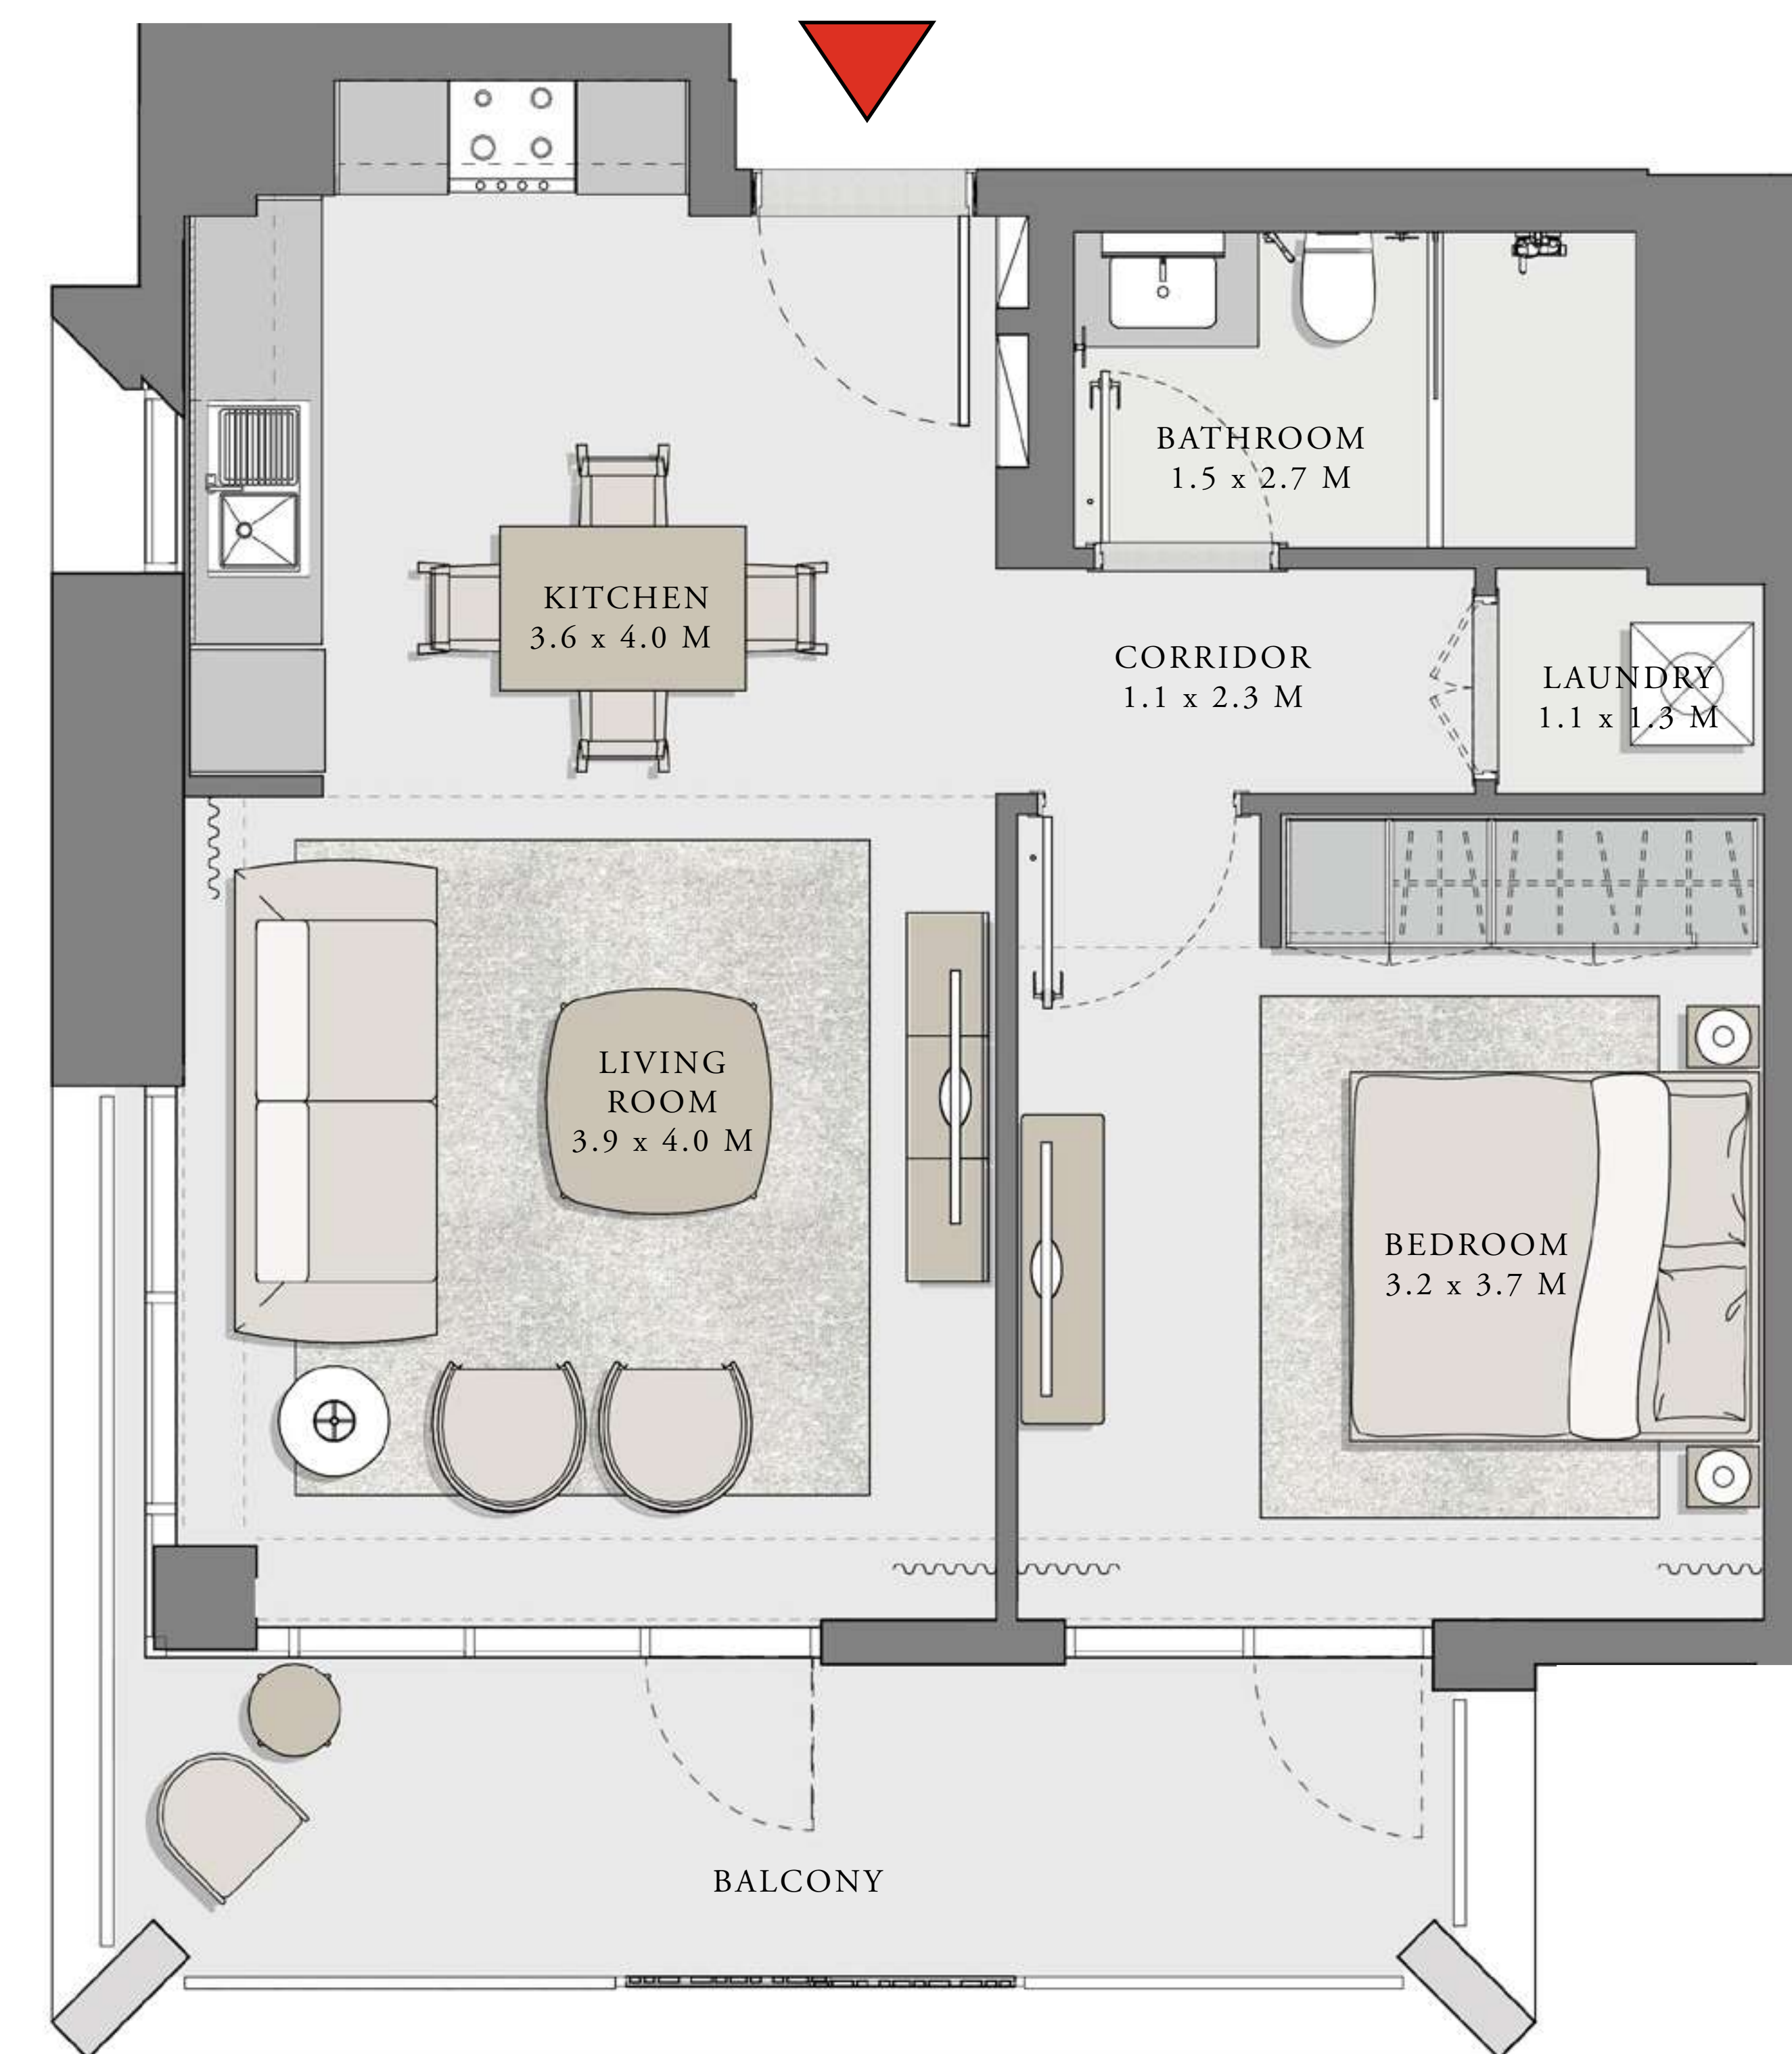 BATHROOM
1.5 x 2.7 M
KITCHEN
3.6 x 4.0 M
CORRIDOR
1.1 x 2.3 M
LAUNDRY
1.1 x 1.3 M
LIVING
ROOM
3.9 x 4.0 M
BEDROOM
3.2 x 3.7 M
BALCONY